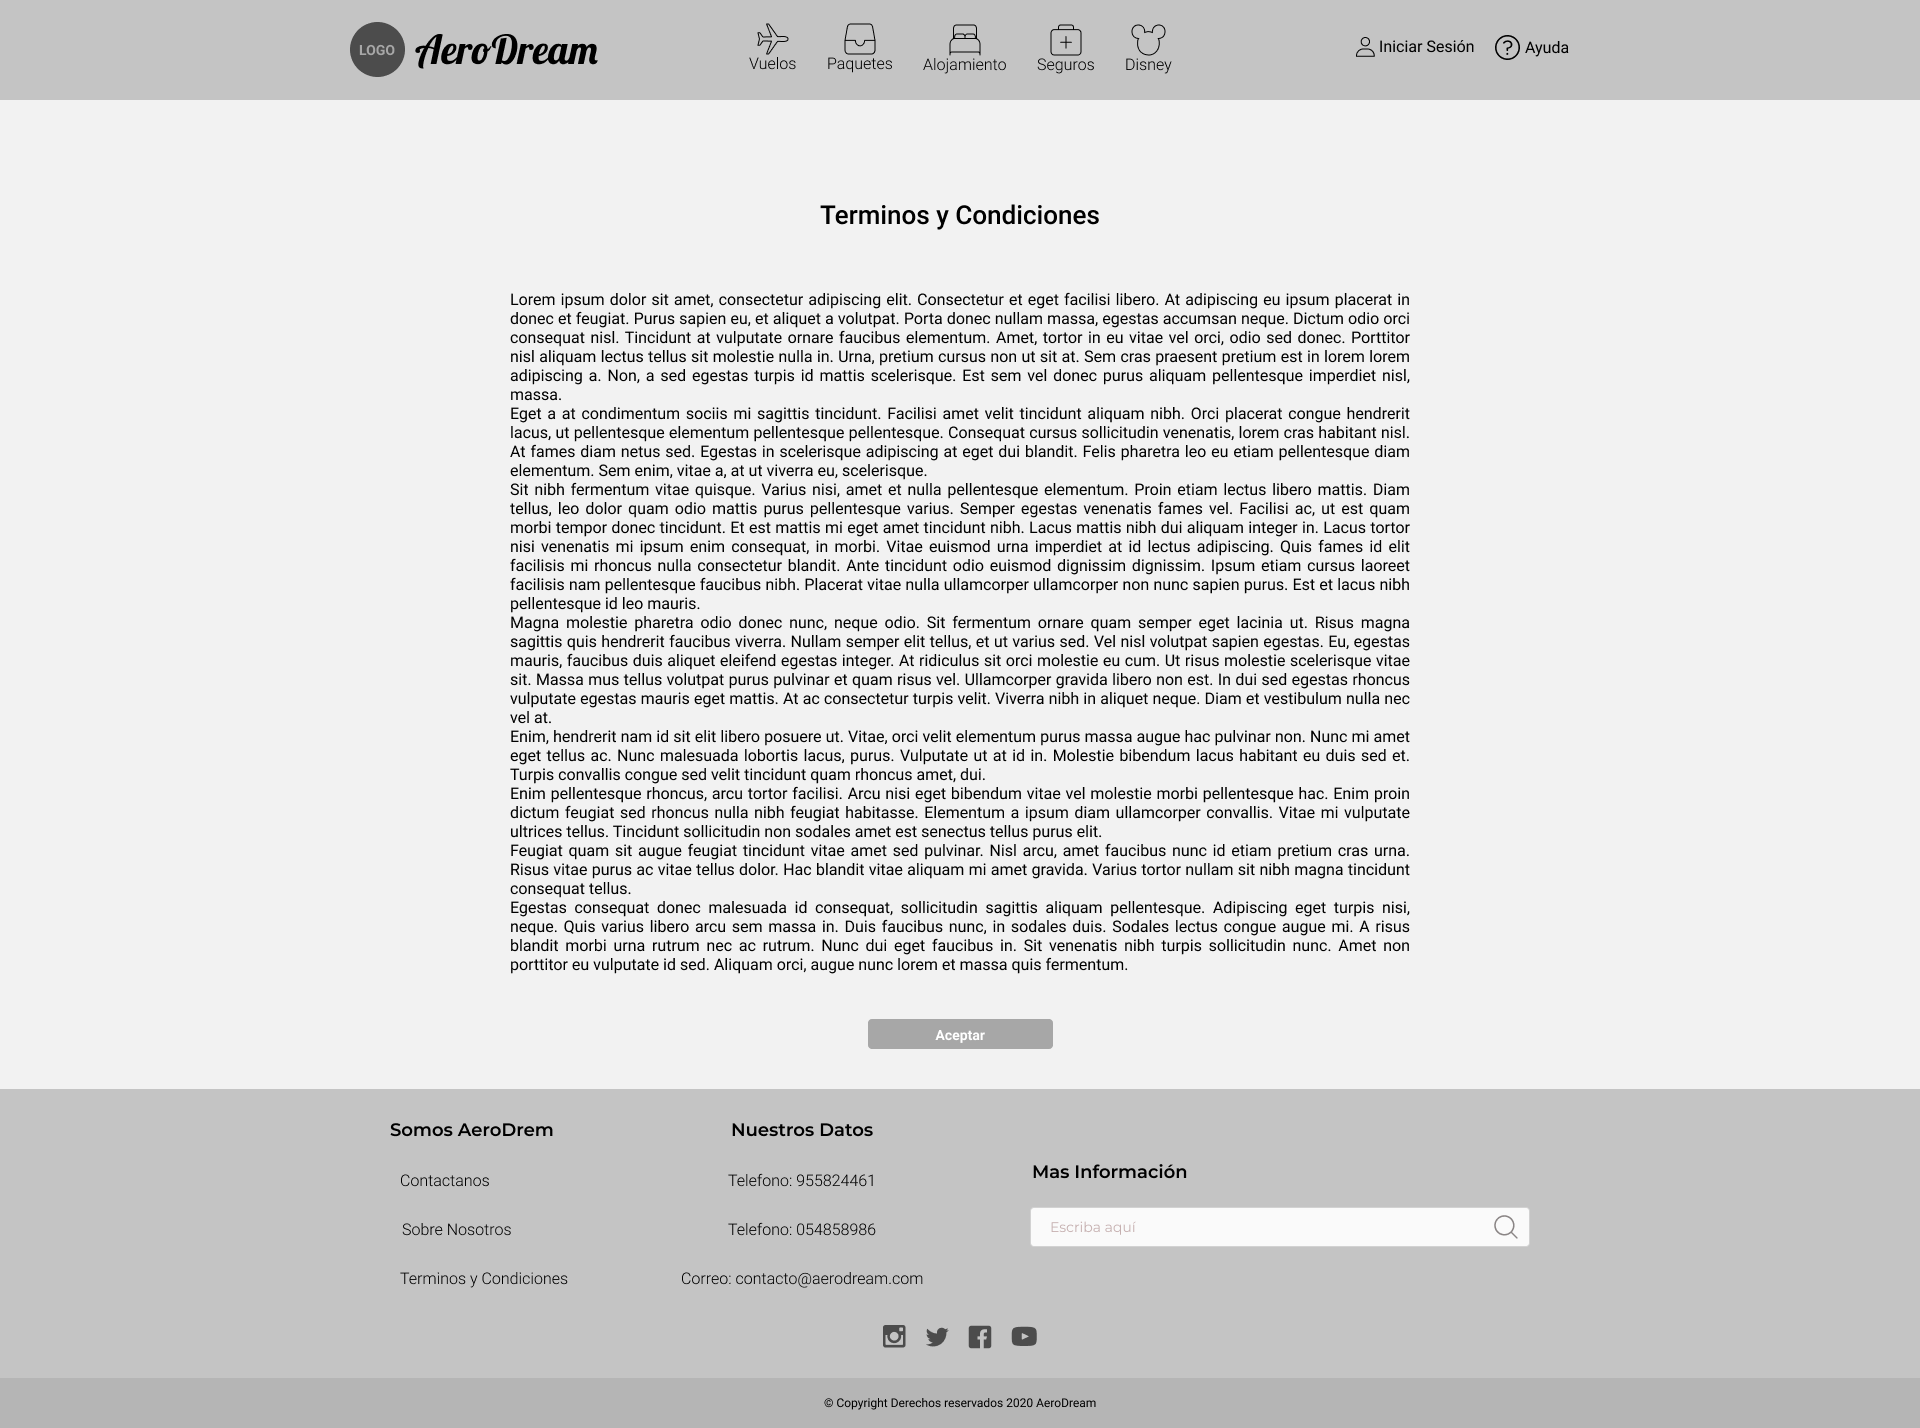 LOGO
AeroDream
Vuelos
Paquetes
Alojamiento
Seguros
Disney
Iniciar Sesión
Ayuda
Terminos y Condiciones
Lorem ipsum dolor sit amet, consectetur adipiscing elit. Consectetur et eget facilisi libero. At adipiscing eu ipsum placerat in
donec et feugiat. Purus sapien eu, et aliquet a volutpat. Porta donec nullam massa, egestas accumsan neque. Dictum odio orci
consequat nisl. Tincidunt at vulputate ornare faucibus elementum. Amet, tortor in eu vitae vel orci, odio sed donec. Porttitor
nisl aliquam lectus tellus sit molestie nulla in. Urna, pretium cursus non ut sit at. Sem cras praesent pretium est in lorem lorem
adipiscing a. Non, a sed egestas turpis id mattis scelerisque. Est sem vel donec purus aliquam pellentesque imperdiet nisl,
massa.
Eget a at condimentum sociis mi sagittis tincidunt. Facilisi amet velit tincidunt aliquam nibh. Orci placerat congue hendrerit
lacus, ut pellentesque elementum pellentesque pellentesque. Consequat cursus sollicitudin venenatis, lorem cras habitant nisl.
At fames diam netus sed. Egestas in scelerisque adipiscing at eget dui blandit. Felis pharetra leo eu etiam pellentesque diam
elementum. Sem enim, vitae a, at ut viverra eu, scelerisque.
Sit nibh fermentum vitae quisque. Varius nisi, amet et nulla pellentesque elementum. Proin etiam lectus libero mattis. Diam
tellus, leo dolor quam odio mattis purus pellentesque varius. Semper egestas venenatis fames vel. Facilisi ac, ut est quam
morbi tempor donec tincidunt. Et est mattis mi eget amet tincidunt nibh. Lacus mattis nibh dui aliquam integer in. Lacus tortor
nisi venenatis mi ipsum enim consequat, in morbi. Vitae euismod urna imperdiet at id lectus adipiscing. Quis fames id elit
facilisis mi rhoncus nulla consectetur blandit. Ante tincidunt odio euismod dignissim dignissim. Ipsum etiam cursus laoreet
facilisis nam pellentesque faucibus nibh. Placerat vitae nulla ullamcorper ullamcorper non nunc sapien purus. Est et lacus nibh
pellentesque id leo mauris.
Magna molestie pharetra odio donec nunc, neque odio. Sit fermentum ornare quam semper eget lacinia ut. Risus magna
sagittis quis hendrerit faucibus viverra. Nullam semper elit tellus, et ut varius sed. Vel nisl volutpat sapien egestas. Eu, egestas
mauris, faucibus duis aliquet eleifend egestas integer. At ridiculus sit orci molestie eu cum. Ut risus molestie scelerisque vitae
sit. Massa mus tellus volutpat purus pulvinar et quam risus vel. Ullamcorper gravida libero non est. In dui sed egestas rhoncus
vulputate egestas mauris eget mattis. At ac consectetur turpis velit. Viverra nibh in aliquet neque. Diam et vestibulum nulla nec
vel at.
Enim, hendrerit nam id sit elit libero posuere ut. Vitae, orci velit elementum purus massa augue hac pulvinar non. Nunc mi amet
eget tellus ac. Nunc malesuada lobortis lacus, purus. Vulputate ut at id in. Molestie bibendum lacus habitant eu duis sed et.
Turpis convallis congue sed velit tincidunt quam rhoncus amet, dui.
Enim pellentesque rhoncus, arcu tortor facilisi. Arcu nisi eget bibendum vitae vel molestie morbi pellentesque hac. Enim proin
dictum feugiat sed rhoncus nulla nibh feugiat habitasse. Elementum a ipsum diam ullamcorper convallis. Vitae mi vulputate
ultrices tellus. Tincidunt sollicitudin non sodales amet est senectus tellus purus elit.
Feugiat quam sit augue feugiat tincidunt vitae amet sed pulvinar. Nisl arcu, amet faucibus nunc id etiam pretium cras urna.
Risus vitae purus ac vitae tellus dolor. Hac blandit vitae aliquam mi amet gravida. Varius tortor nullam sit nibh magna tincidunt
consequat tellus.
Egestas consequat donec malesuada id consequat, sollicitudin sagittis aliquam pellentesque. Adipiscing eget turpis nisi,
neque. Quis varius libero arcu sem massa in. Duis faucibus nunc, in sodales duis. Sodales lectus congue augue mi. A risus
blandit morbi urna rutrum nec ac rutrum. Nunc dui eget faucibus in. Sit venenatis nibh turpis sollicitudin nunc. Amet non
porttitor eu vulputate id sed. Aliquam orci, augue nunc lorem et massa quis fermentum.
Aceptar
Somos AeroDrem
Contactanos
Sobre Nosotros
Terminos y Condiciones
Nuestros Datos
Telefono: 955824461
Telefono: 054858986
Correo: contacto@aerodream.com
Mas Información
Escriba aquí
© Copyright Derechos reservados 2020 AeroDream